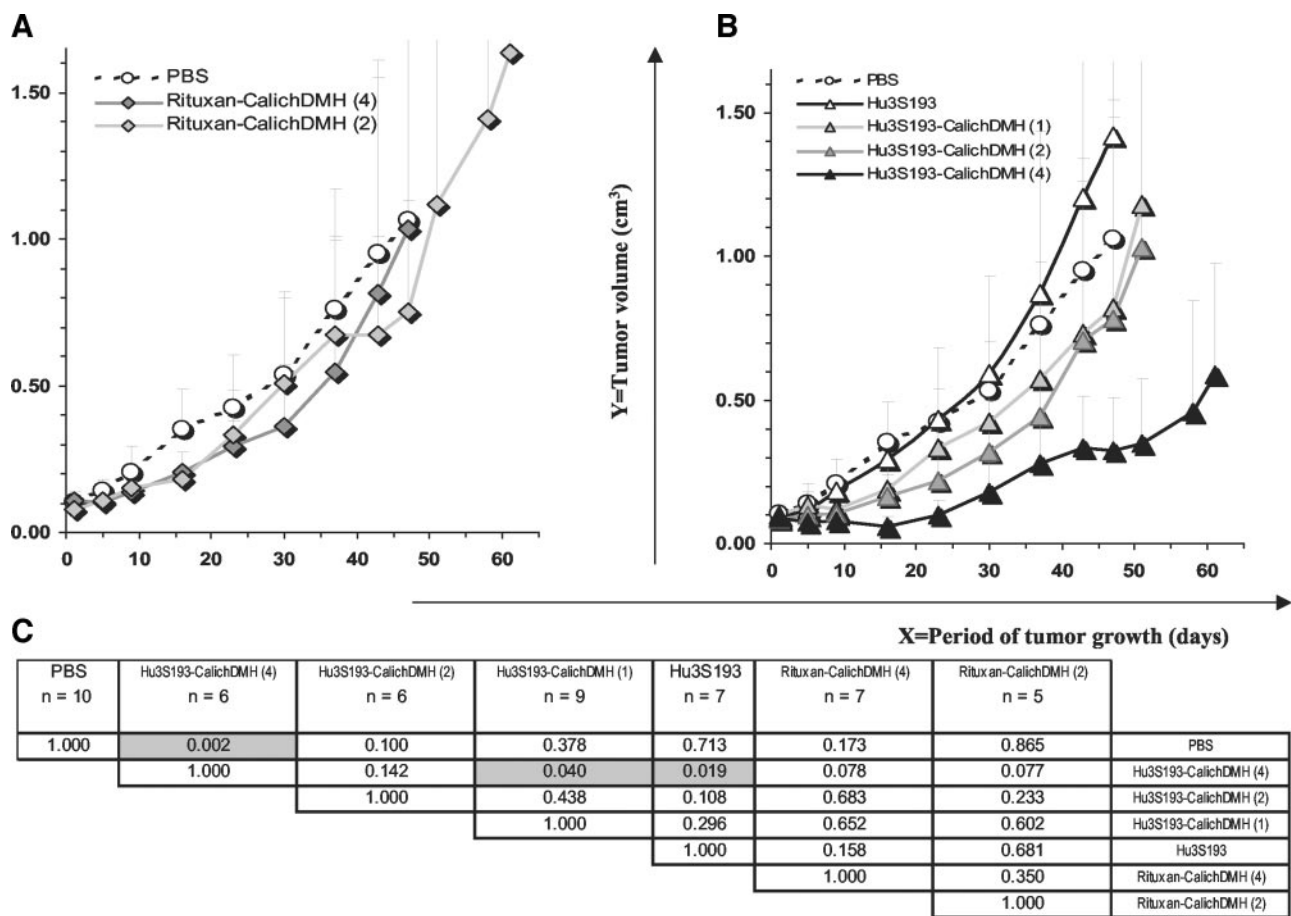 A
1.50
1.00
0.50
0.00
0 10 20 30 40 50 60
PBS
Rituxan-CalichDMH (4)
Rituxan-CalichDMH (2)
Y=Tumor volume (cm³)
B
1.50
1.00
0.50
0.00
0 10 20 30 40 50 60
PBS
Hu3S193
Hu3S193-CalichDMH (1)
Hu3S193-CalichDMH (2)
Hu3S193-CalichDMH (4)
X=Period of tumor growth (days)
C
PBS Hu3S193-CalichDMH (4) Hu3S193-CalichDMH (2) Hu3S193-CalichDMH (1) Hu3S193 Rituxan-CalichDMH (4) Rituxan-CalichDMH (2)
n = 10 n = 6 n = 6 n = 9 n = 7 n = 7 n = 5
1.000 0.002 0.100 0.378 0.713 0.173 0.865 PBS
1.000 0.142 0.040 0.019 0.078 0.077 Hu3S193-CalichDMH (4)
1.000 0.438 0.108 0.683 0.233 Hu3S193-CalichDMH (2)
1.000 0.296 0.652 0.602 Hu3S193-CalichDMH (1)
1.000 0.158 0.681 Hu3S193
1.000 0.350 Rituxan-CalichDMH (4)
1.000 Rituxan-CalichDMH (2)